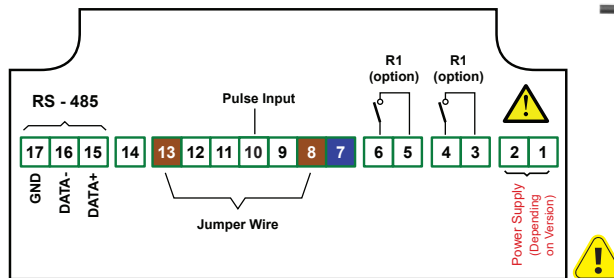 R1
(option)
R1
(option)
RS - 485
Pulse Input
17 16 15 14 13 12 11 10 9 8 7 6 5 4 3 2 1
GND
DATA-
DATA+
Jumper Wire
Power Supply
(Depending
on Version)